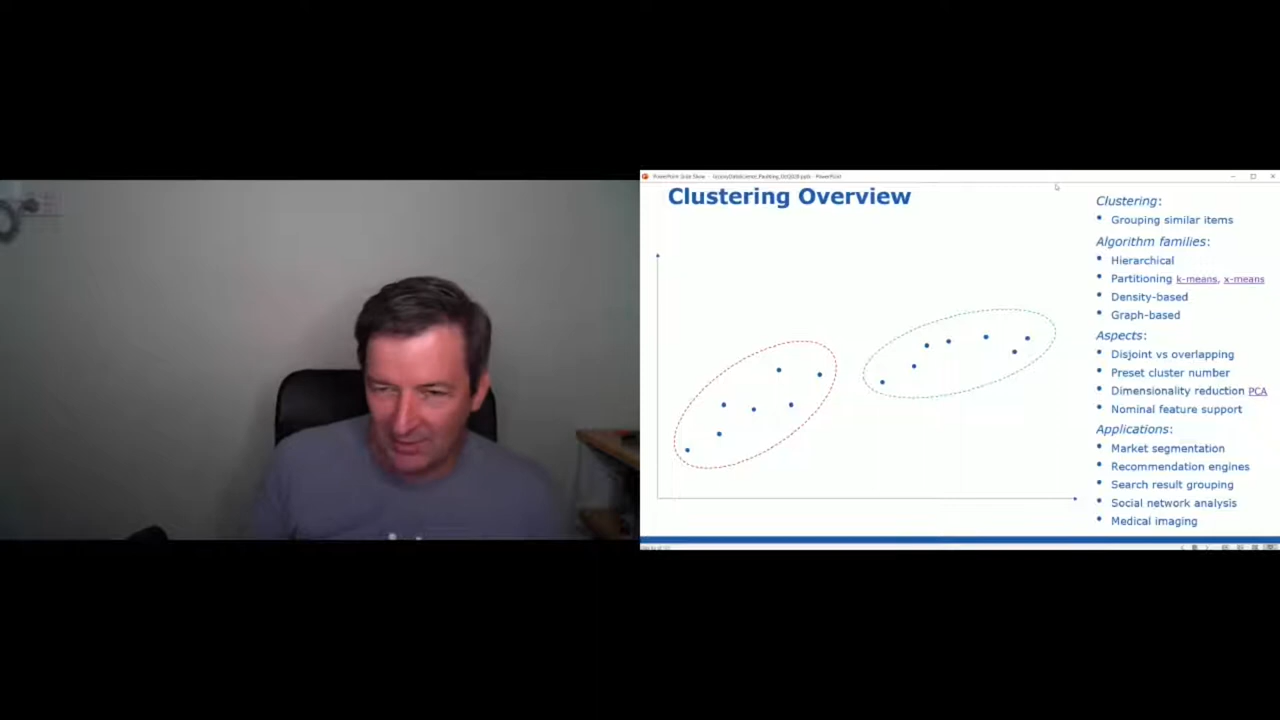 Clustering Overview
Clustering:
Grouping similar items
Algorithm families:
Hierarchical
Partitioning k-means, x-means
Density-based
Graph-based
Aspects:
Disjoint vs overlapping
Preset cluster number
Dimensionality reduction PCA
Nominal feature support
Applications:
Market segmentation
Recommendation engines
Search result grouping
Social network analysis
Medical imaging